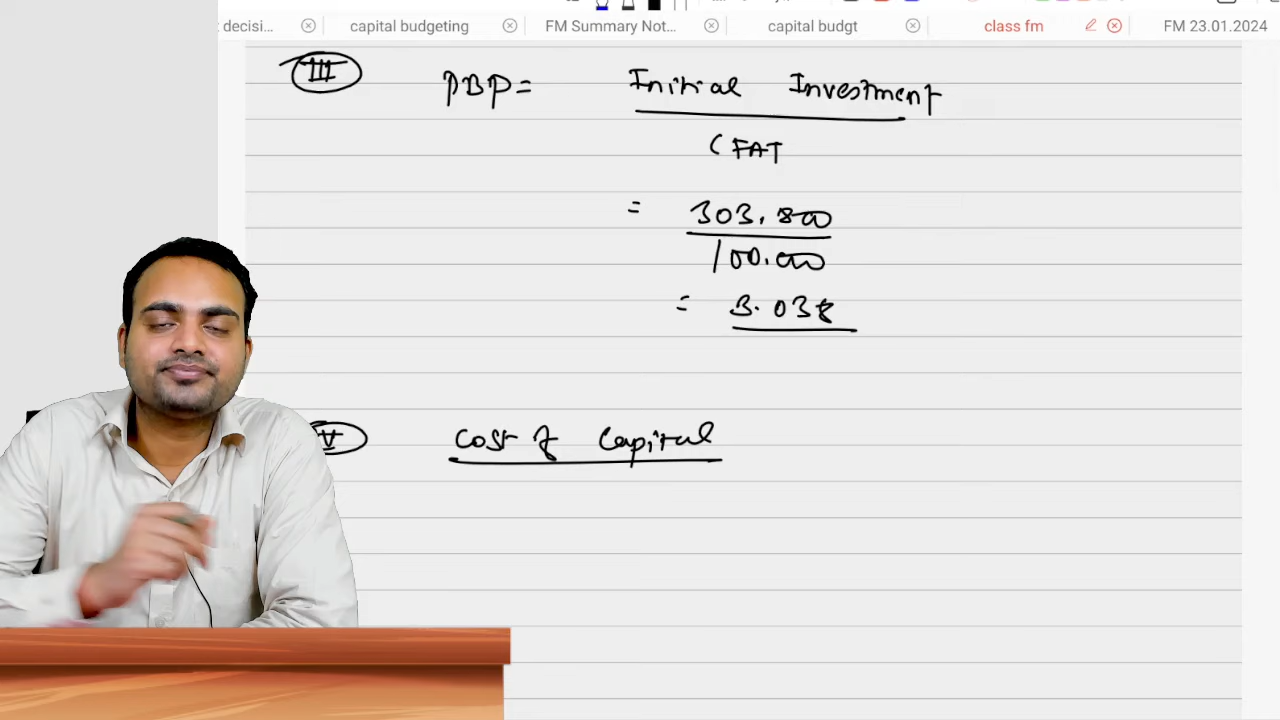 t decisi...
capital budgeting
FM Summary Not...
capital budgt
class fm
FM 23.01.2024
III
PBP = Initial Investment
CFAT
= 303,800
100,000
= 3.038
V Cost of Capital